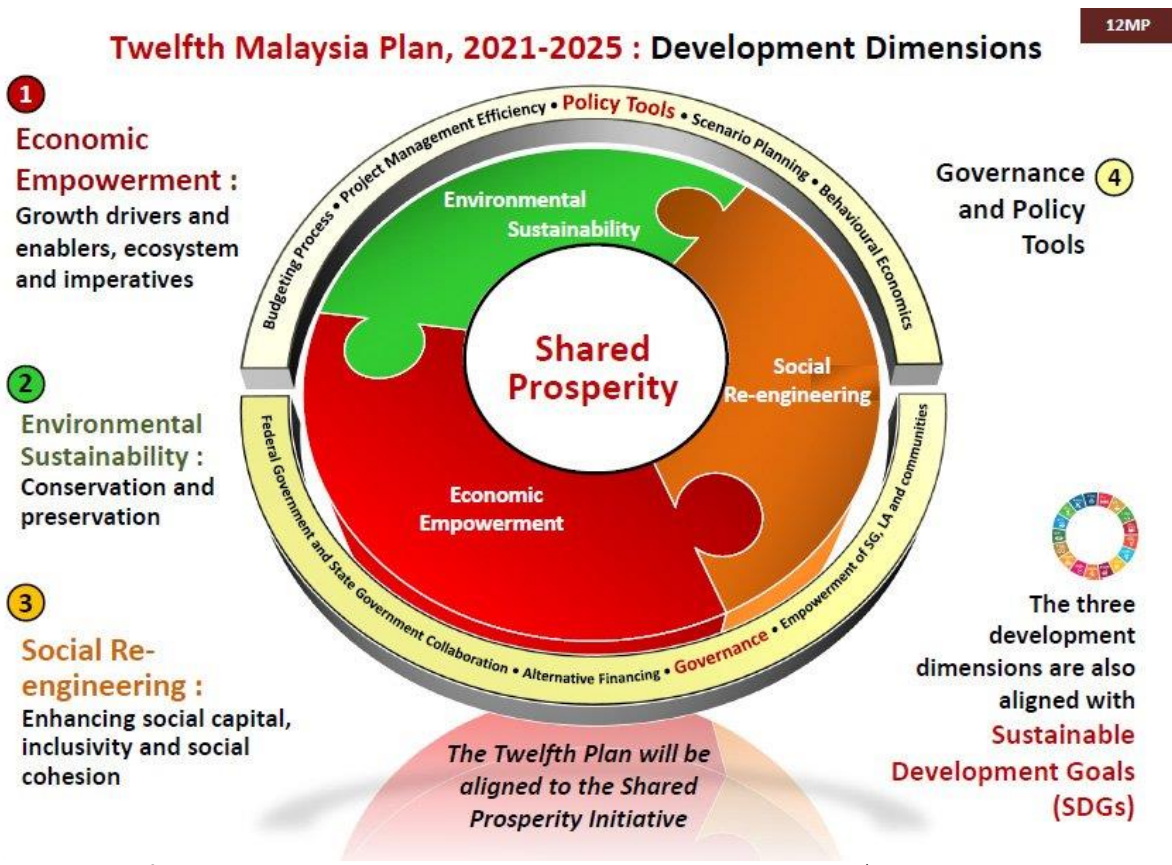 12MP
Twelfth Malaysia Plan, 2021-2025 : Development Dimensions
1
Economic
Empowerment :
Growth drivers and
enablers, ecosystem
and imperatives
2
Environmental
Sustainability :
Conservation and
preservation
3
Social Re-
engineering :
Enhancing social capital,
inclusivity and social
cohesion
Budgeting Process • Project Management Efficiency • Policy Tools • Scenario Planning • Behavioural Economics
Environmental
Sustainability
Shared
Prosperity
Social
Re-engineering
Economic
Empowerment
Federal Government and State Government Collaboration • Alternative Financing • Governance • Empowerment of SG, LA and communities
The Twelfth Plan will be
aligned to the Shared
Prosperity Initiative
Governance
and Policy
Tools
4
The three
development
dimensions are also
aligned with
Sustainable
Development Goals
(SDGs)